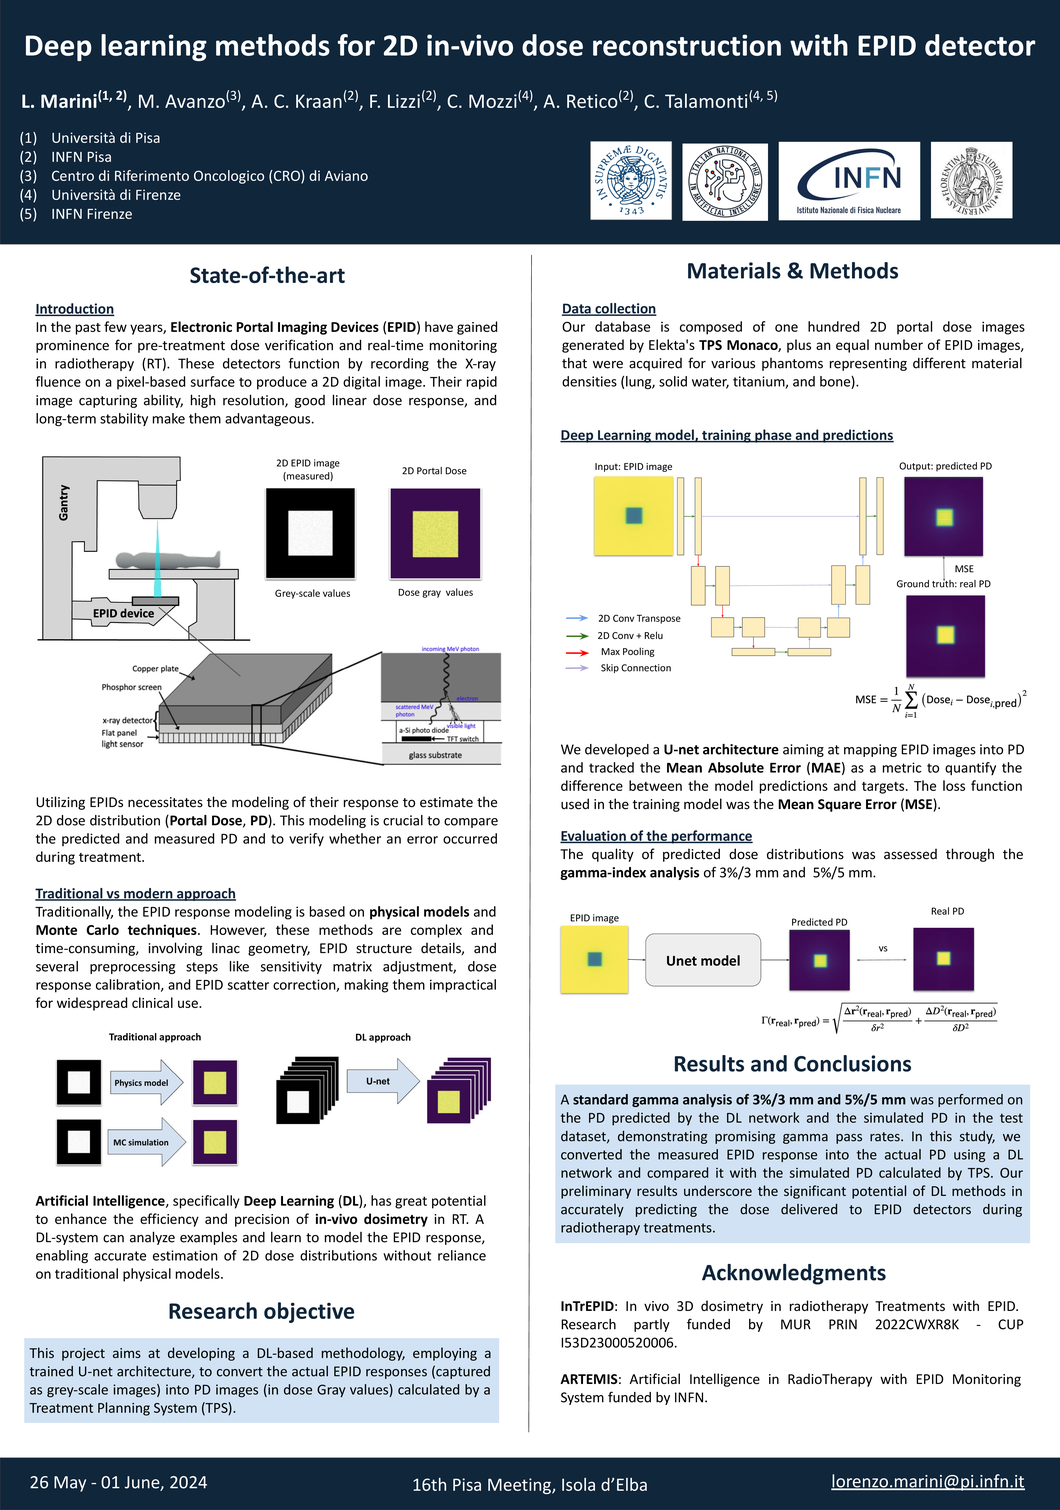 Deep learning methods for 2D in-vivo dose reconstruction with EPID detector
L. Marini(1, 2), M. Avanzo(3), A. C. Kraan(2), F. Lizzi(2), C. Mozzi(4), A. Retico(2), C. Talamonti(4, 5)
(1) Università di Pisa
(2) INFN Pisa
(3) Centro di Riferimento Oncologico (CRO) di Aviano
(4) Università di Firenze
(5) INFN Firenze
IN SUPREMÆ DIGNITATIS
1343
ITALIAN NATIONAL PHD
IN ARTIFICIAL INTELLIGENCE
INFN
Istituto Nazionale di Fisica Nucleare
FLORENTINA STUDIORUM UNIVERSITAS
State-of-the-art
Introduction
In the past few years, Electronic Portal Imaging Devices (EPID) have gained
prominence for pre-treatment dose verification and real-time monitoring
in radiotherapy (RT). These detectors function by recording the X-ray
fluence on a pixel-based surface to produce a 2D digital image. Their rapid
image capturing ability, high resolution, good linear dose response, and
long-term stability make them advantageous.
Gantry
EPID device
2D EPID image
(measured)
2D Portal Dose
Grey-scale values
Dose gray values
Copper plate
Phosphor screen
x-ray detector
Flat panel
light sensor
incoming MeV photon
electron
scattered MeV
photon
visible light
a-Si photo diode
TFT switch
glass substrate
Utilizing EPIDs necessitates the modeling of their response to estimate the
2D dose distribution (Portal Dose, PD). This modeling is crucial to compare
the predicted and measured PD and to verify whether an error occurred
during treatment.
Traditional vs modern approach
Traditionally, the EPID response modeling is based on physical models and
Monte Carlo techniques. However, these methods are complex and
time-consuming, involving linac geometry, EPID structure details, and
several preprocessing steps like sensitivity matrix adjustment, dose
response calibration, and EPID scatter correction, making them impractical
for widespread clinical use.
Traditional approach
DL approach
Physics model
U-net
MC simulation
Artificial Intelligence, specifically Deep Learning (DL), has great potential
to enhance the efficiency and precision of in-vivo dosimetry in RT. A
DL-system can analyze examples and learn to model the EPID response,
enabling accurate estimation of 2D dose distributions without reliance
on traditional physical models.
Research objective
This project aims at developing a DL-based methodology, employing a
trained U-net architecture, to convert the actual EPID responses (captured
as grey-scale images) into PD images (in dose Gray values) calculated by a
Treatment Planning System (TPS).
Materials & Methods
Data collection
Our database is composed of one hundred 2D portal dose images
generated by Elekta's TPS Monaco, plus an equal number of EPID images,
that were acquired for various phantoms representing different material
densities (lung, solid water, titanium, and bone).
Deep Learning model, training phase and predictions
Input: EPID image
Output: predicted PD
MSE
Ground truth: real PD
2D Conv Transpose
2D Conv + Relu
Max Pooling
Skip Connection
MSE = 1/N ∑ i=1 N (Dose i − Dose i,pred)²
We developed a U-net architecture aiming at mapping EPID images into PD
and tracked the Mean Absolute Error (MAE) as a metric to quantify the
difference between the model predictions and targets. The loss function
used in the training model was the Mean Square Error (MSE).
Evaluation of the performance
The quality of predicted dose distributions was assessed through the
gamma-index analysis of 3%/3 mm and 5%/5 mm.
EPID image
Unet model
Predicted PD
vs
Real PD
Γ(r real, r pred) = √ Δr²(r real, r pred)/δr² + ΔD²(r real, r pred)/δD²
Results and Conclusions
A standard gamma analysis of 3%/3 mm and 5%/5 mm was performed on
the PD predicted by the DL network and the simulated PD in the test
dataset, demonstrating promising gamma pass rates. In this study, we
converted the measured EPID response into the actual PD using a DL
network and compared it with the simulated PD calculated by TPS. Our
preliminary results underscore the significant potential of DL methods in
accurately predicting the dose delivered to EPID detectors during
radiotherapy treatments.
Acknowledgments
InTrEPID: In vivo 3D dosimetry in radiotherapy Treatments with EPID.
Research partly funded by MUR PRIN 2022CWXR8K - CUP
I53D23000520006.
ARTEMIS: Artificial Intelligence in RadioTherapy with EPID Monitoring
System funded by INFN.
26 May - 01 June, 2024
16th Pisa Meeting, Isola d’Elba
lorenzo.marini@pi.infn.it